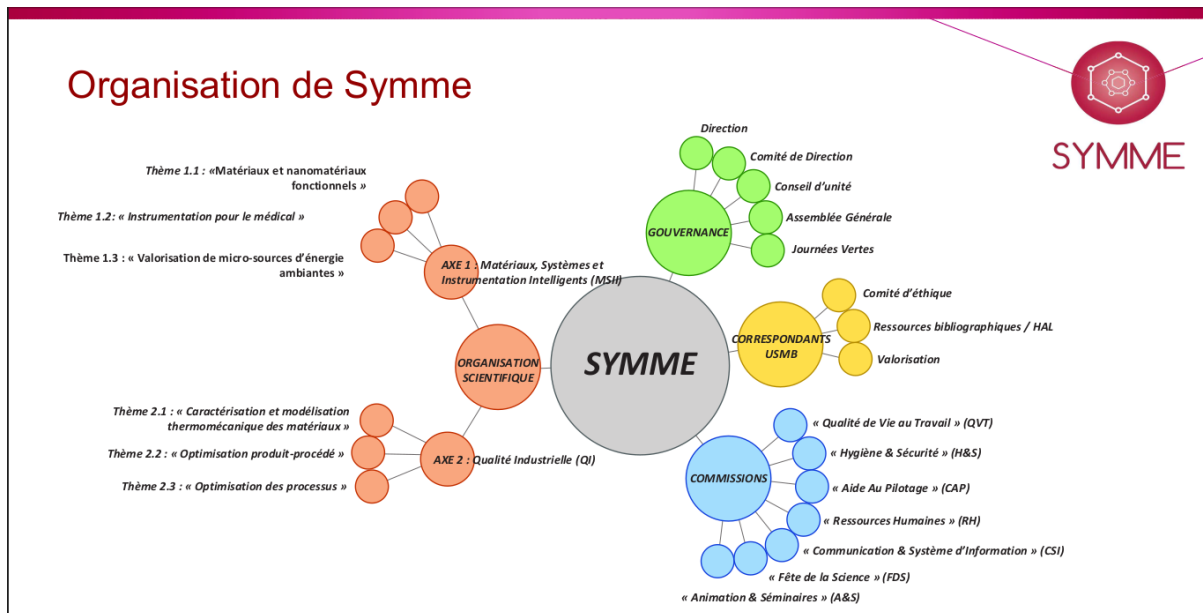 Organisation de Symme
SYMME
Thème 1.1 : «Matériaux et nanomatériaux
fonctionnels »
Thème 1.2: « Instrumentation pour le médical »
Thème 1.3 : « Valorisation de micro-sources d’énergie
ambiantes »
AXE 1 : Matériaux, Systèmes et
Instrumentation Intelligents (MSII)
ORGANISATION
SCIENTIFIQUE
Thème 2.1 : « Caractérisation et modélisation
thermomécanique des matériaux »
Thème 2.2 : « Optimisation produit-procédé »
Thème 2.3 : « Optimisation des processus »
AXE 2 : Qualité Industrielle (QI)
SYMME
GOUVERNANCE
Direction
Comité de Direction
Conseil d’unité
Assemblée Générale
Journées Vertes
CORRESPONDANTS
USMB
Comité d’éthique
Ressources bibliographiques / HAL
Valorisation
COMMISSIONS
« Qualité de Vie au Travail » (QVT)
« Hygiène & Sécurité » (H&S)
« Aide Au Pilotage » (CAP)
« Ressources Humaines » (RH)
« Communication & Système d’Information » (CSI)
« Fête de la Science » (FDS)
« Animation & Séminaires » (A&S)